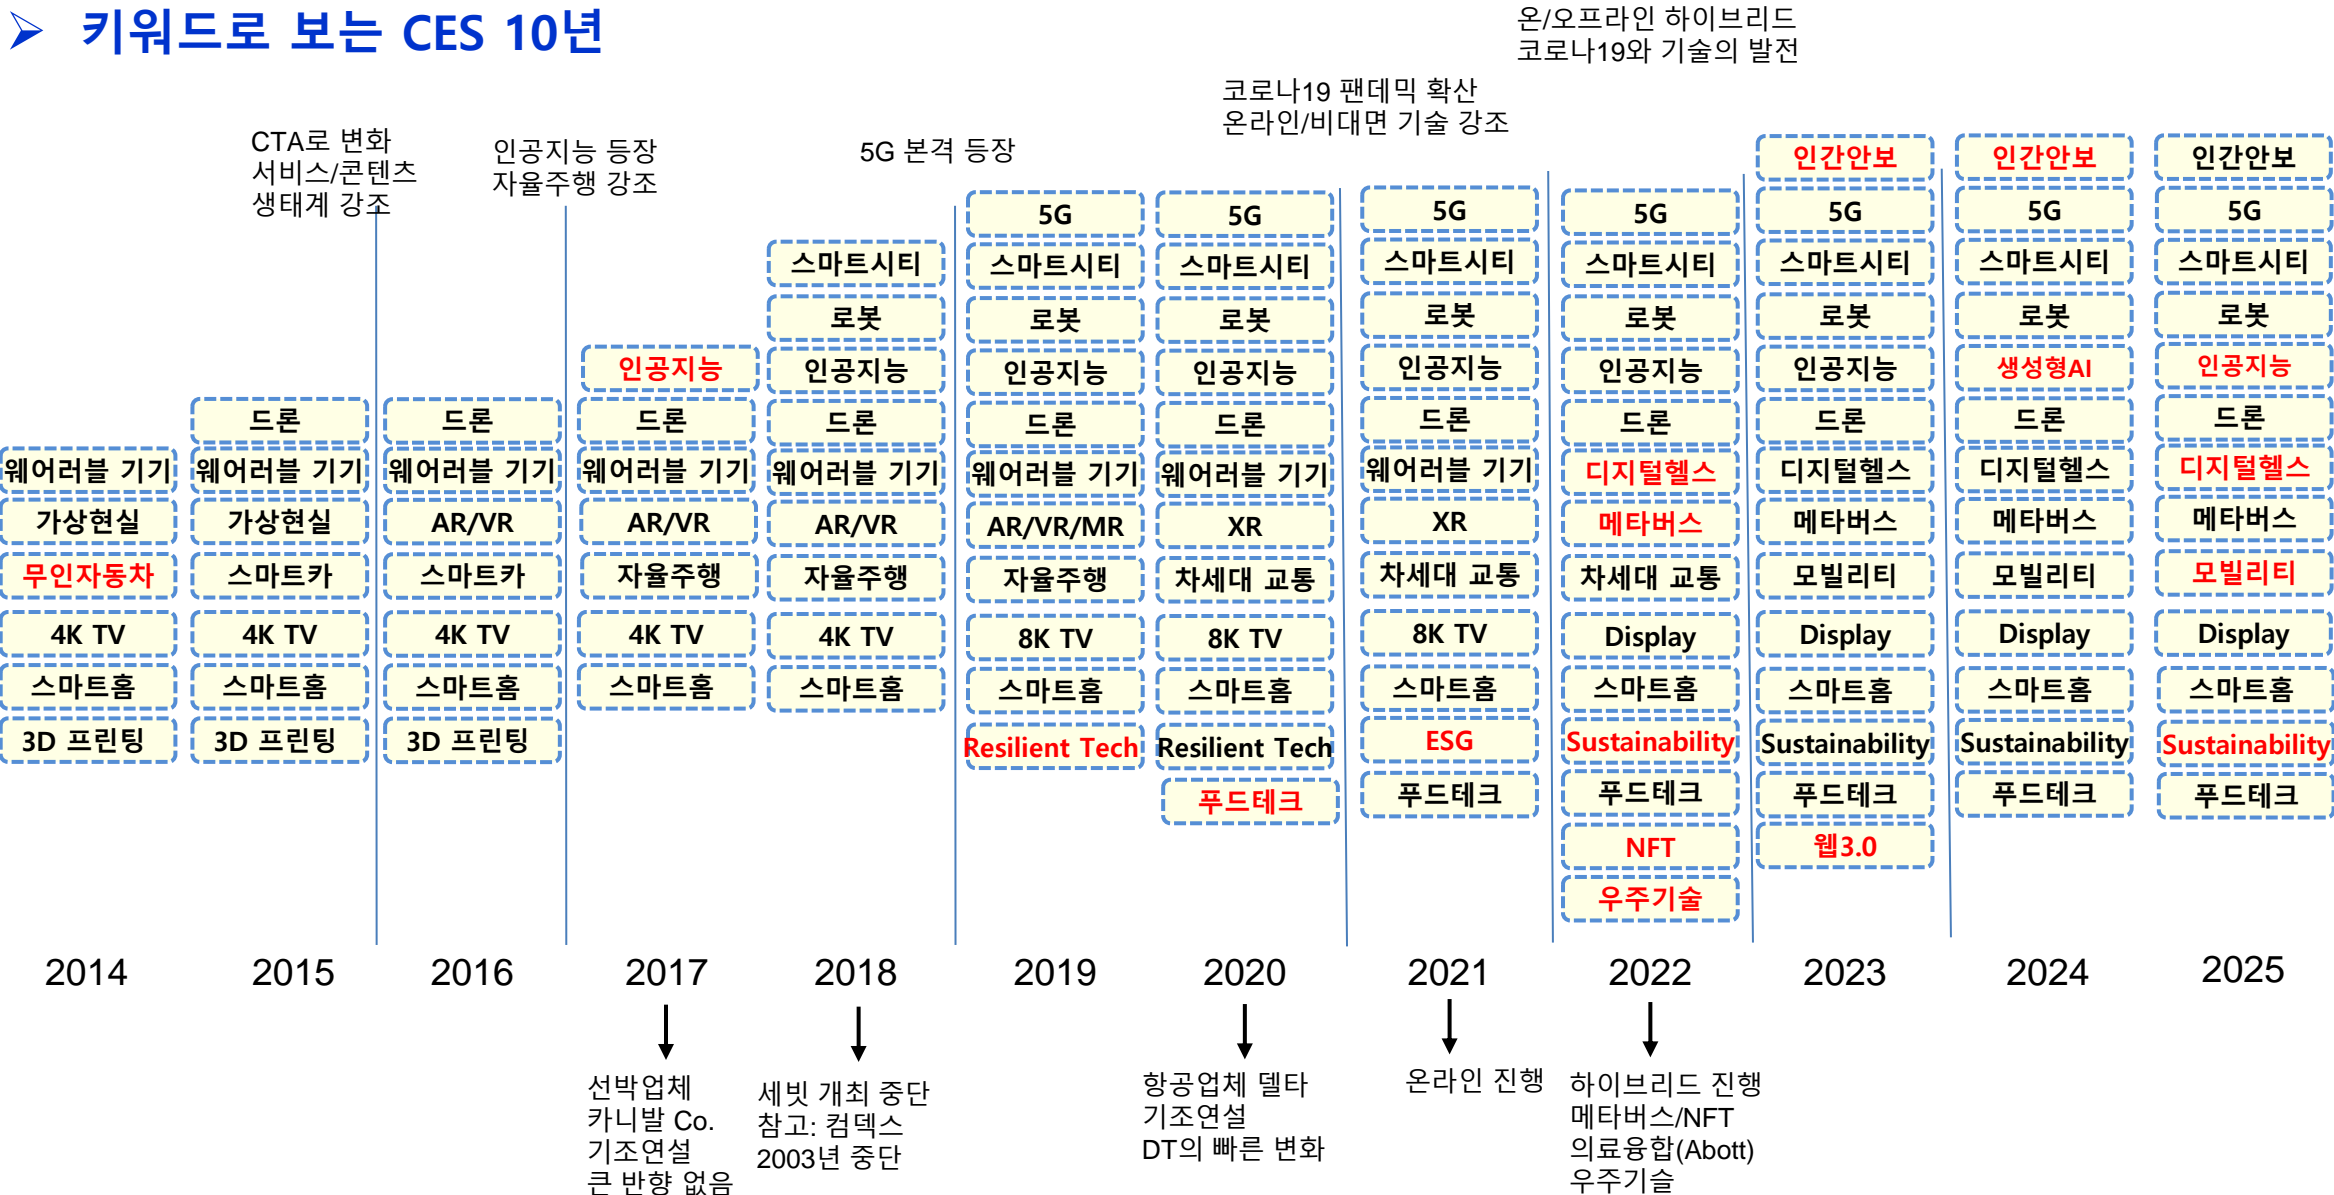 ➢ 키워드로 보는 CES 10년
온/오프라인 하이브리드
코로나19와 기술의 발전
코로나19 팬데믹 확산
온라인/비대면 기술 강조
CTA로 변화
서비스/콘텐츠
생태계 강조
인공지능 등장
자율주행 강조
5G 본격 등장
웨어러블 기기
가상현실
무인자동차
4K TV
스마트홈
3D 프린팅
2014
드론
웨어러블 기기
가상현실
스마트카
4K TV
스마트홈
3D 프린팅
2015
드론
웨어러블 기기
AR/VR
스마트카
4K TV
스마트홈
3D 프린팅
2016
인공지능
드론
웨어러블 기기
AR/VR
자율주행
4K TV
스마트홈
2017
선박업체
카니발 Co.
기조연설
큰 반향 없음
스마트시티
로봇
인공지능
드론
웨어러블 기기
AR/VR
자율주행
4K TV
스마트홈
2018
세빗 개최 중단
참고: 컴덱스
2003년 중단
5G
스마트시티
로봇
인공지능
드론
웨어러블 기기
AR/VR/MR
자율주행
8K TV
스마트홈
Resilient Tech
2019
5G
스마트시티
로봇
인공지능
드론
웨어러블 기기
XR
차세대 교통
8K TV
스마트홈
Resilient Tech
푸드테크
2020
항공업체 델타
기조연설
DT의 빠른 변화
5G
스마트시티
로봇
인공지능
드론
웨어러블 기기
XR
차세대 교통
8K TV
스마트홈
ESG
푸드테크
2021
온라인 진행
5G
스마트시티
로봇
인공지능
드론
디지털헬스
메타버스
차세대 교통
Display
스마트홈
Sustainability
푸드테크
NFT
우주기술
2022
하이브리드 진행
메타버스/NFT
의료융합(Abott)
우주기슬
인간안보
5G
스마트시티
로봇
인공지능
드론
디지털헬스
메타버스
모빌리티
Display
스마트홈
Sustainability
푸드테크
웹3.0
2023
인간안보
5G
스마트시티
로봇
생성형AI
드론
디지털헬스
메타버스
모빌리티
Display
스마트홈
Sustainability
푸드테크
2024
인간안보
5G
스마트시티
로봇
인공지능
드론
디지털헬스
메타버스
모빌리티
Display
스마트홈
Sustainability
푸드테크
2025